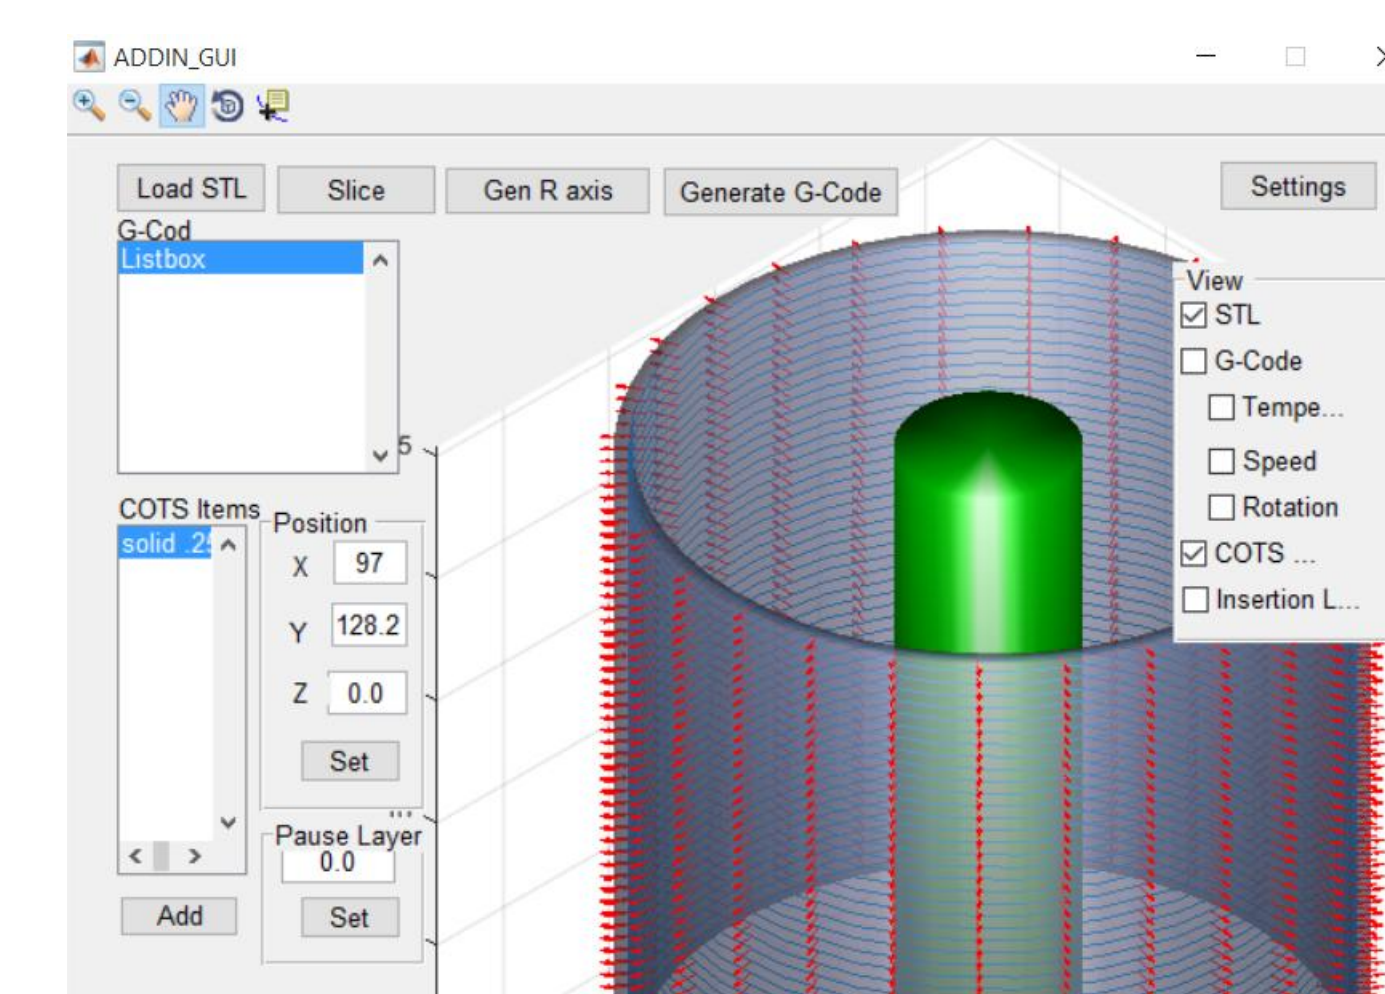 ADDIN_GUI
Load STL
Slice
Gen R axis
Generate G-Code
Settings
G-Cod
Listbox
View
STL
G-Code
Tempe...
Speed
Rotation
COTS ...
Insertion L...
5
COTS Items
solid .25
Position
X 97
Y 128.2
Z 0.0
Set
Pause Layer
0.0
Set
Add